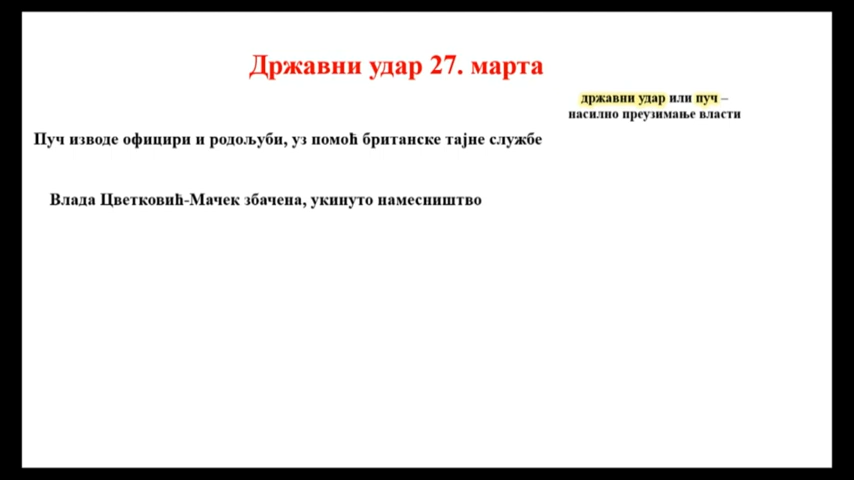 Државни удар 27. марта
државни удар или пуч –
насилно преузимање власти
Пуч изводе официри и родољуби, уз помоћ британске тајне службе
Влада Цветковић-Мачек збачена, укинуто намесништво